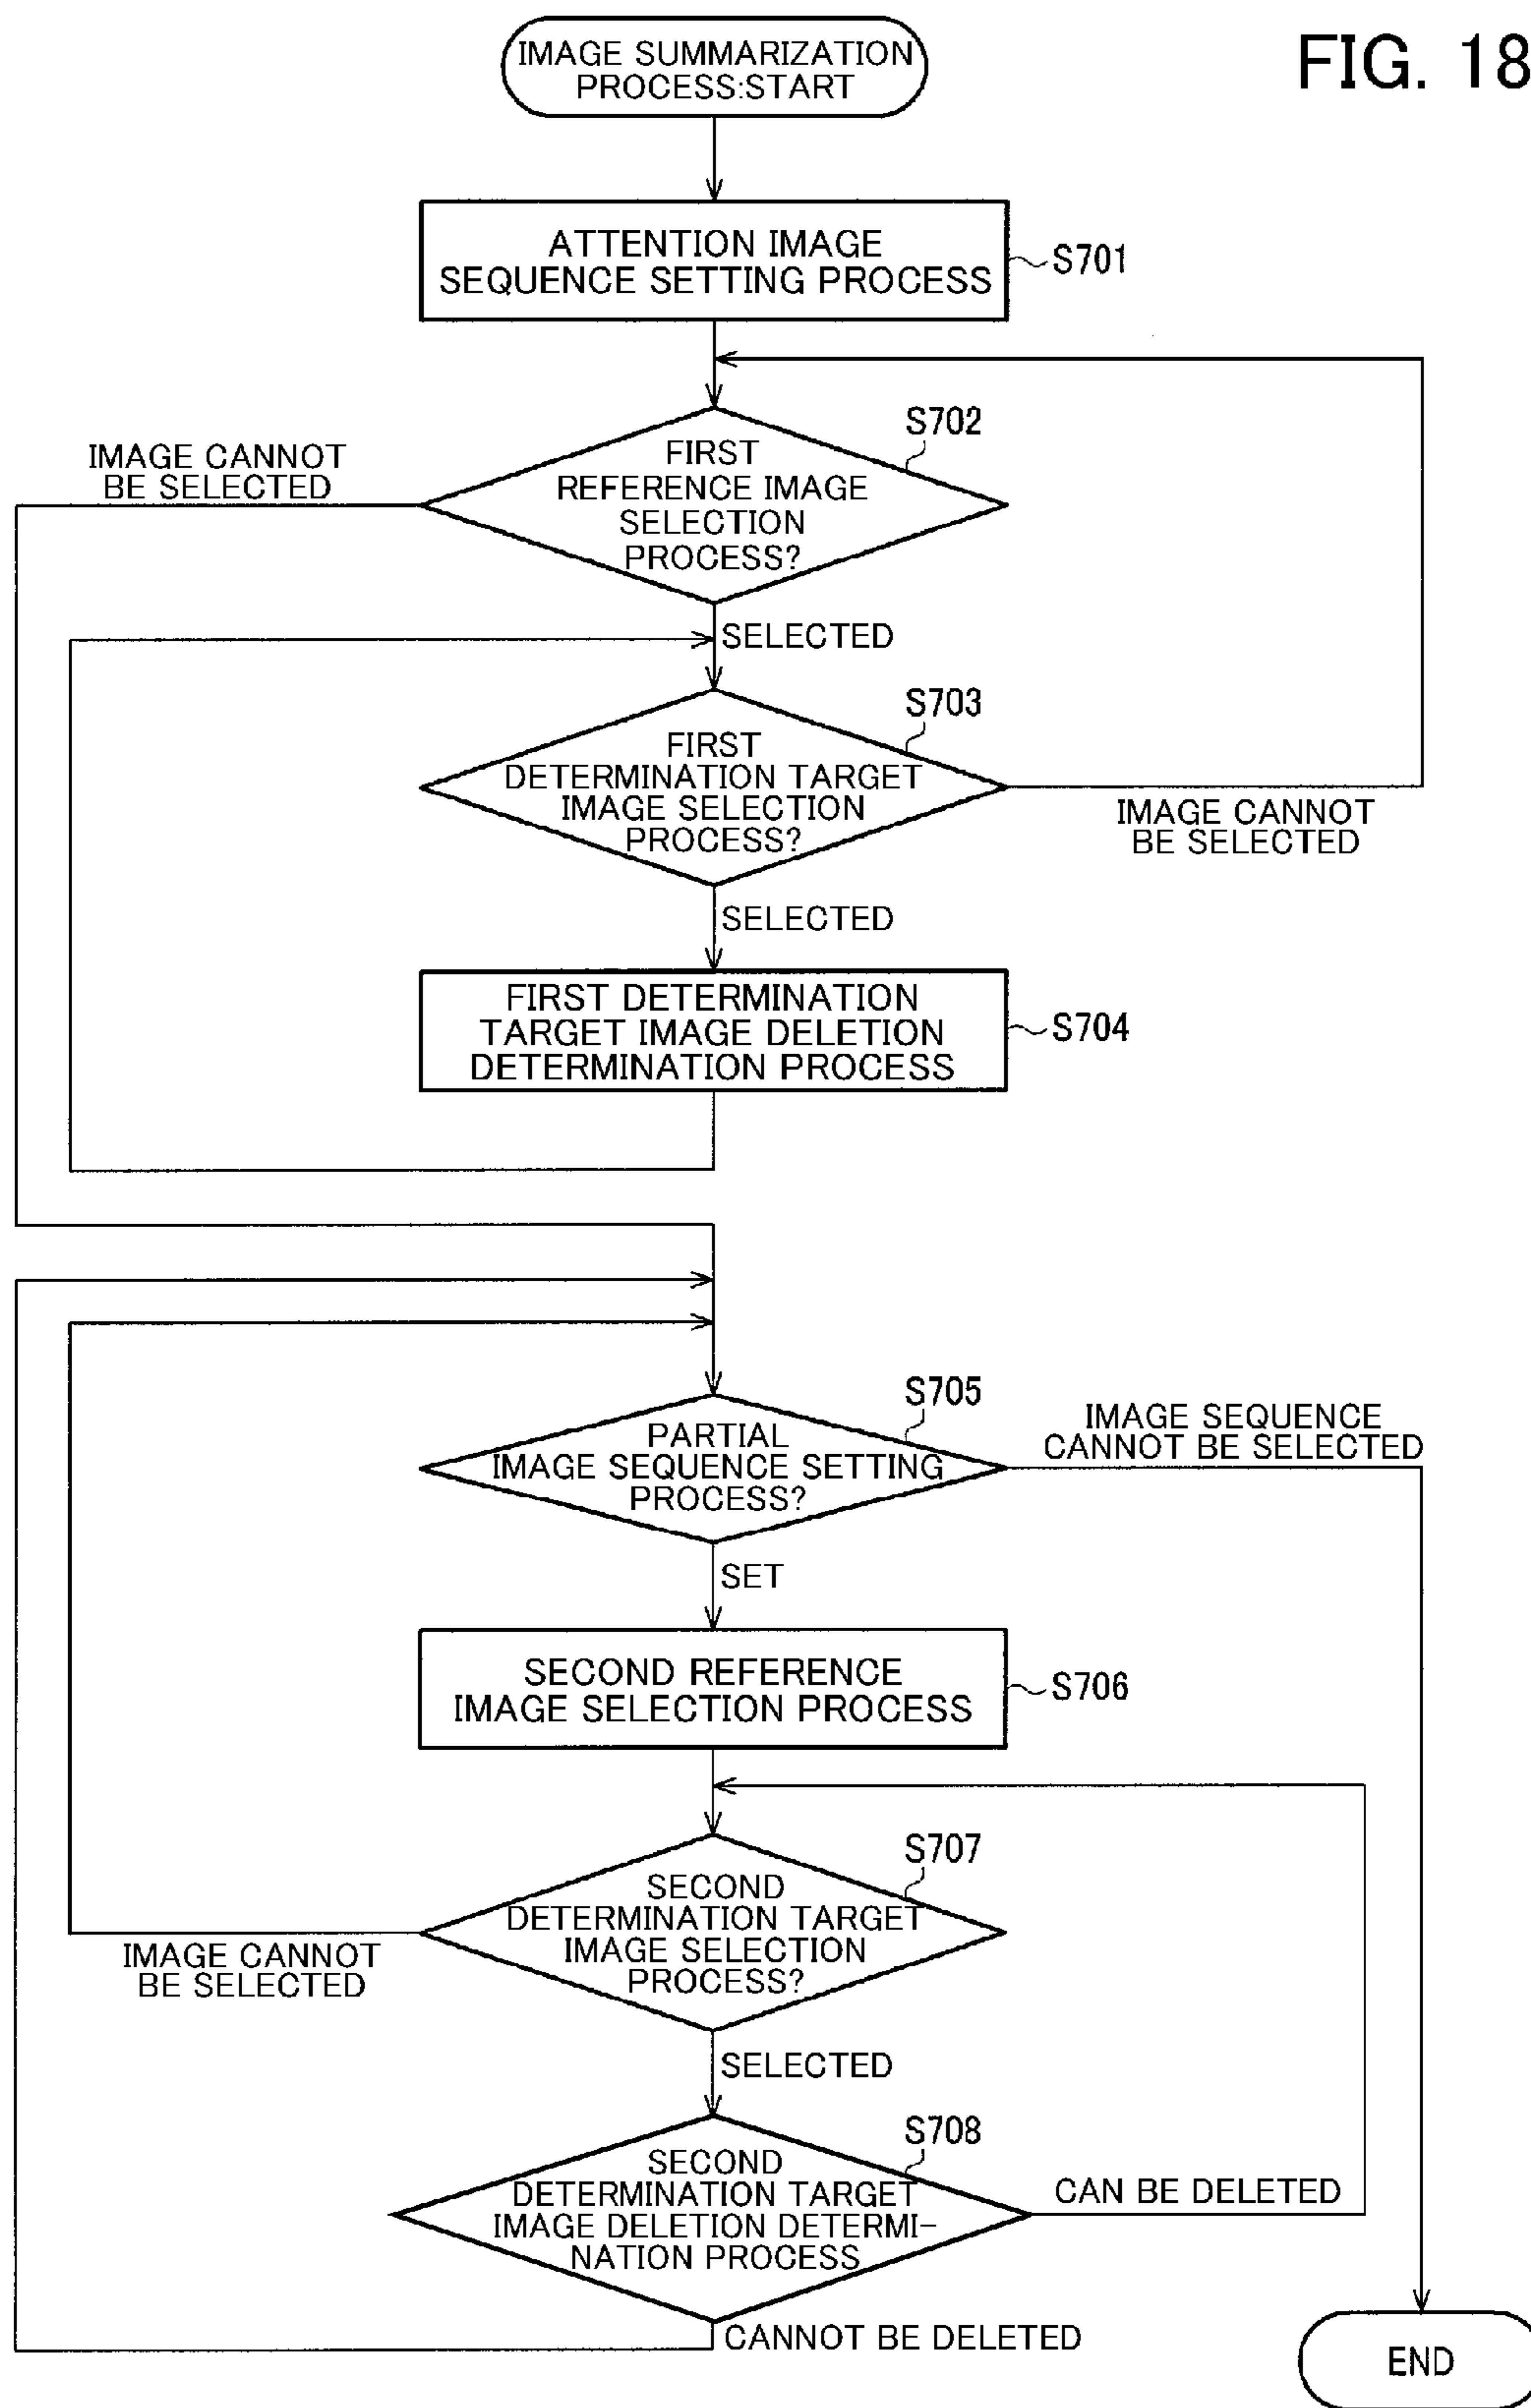 IMAGE SUMMARIZATION
PROCESS:START
FIG. 18
ATTENTION IMAGE
SEQUENCE SETTING PROCESS
S701
S702
IMAGE CANNOT
BE SELECTED
FIRST
REFERENCE IMAGE
SELECTION
PROCESS?
SELECTED
S703
FIRST
DETERMINATION TARGET
IMAGE SELECTION
PROCESS?
IMAGE CANNOT
BE SELECTED
SELECTED
FIRST DETERMINATION
TARGET IMAGE DELETION
DETERMINATION PROCESS
S704
S705
PARTIAL
IMAGE SEQUENCE SETTING
PROCESS?
IMAGE SEQUENCE
CANNOT BE SELECTED
SET
SECOND REFERENCE
IMAGE SELECTION PROCESS
S706
S707
SECOND
DETERMINATION TARGET
IMAGE SELECTION
PROCESS?
IMAGE CANNOT
BE SELECTED
SELECTED
S708
SECOND
DETERMINATION TARGET
IMAGE DELETION DETERMI-
NATION PROCESS
CAN BE DELETED
CANNOT BE DELETED
END